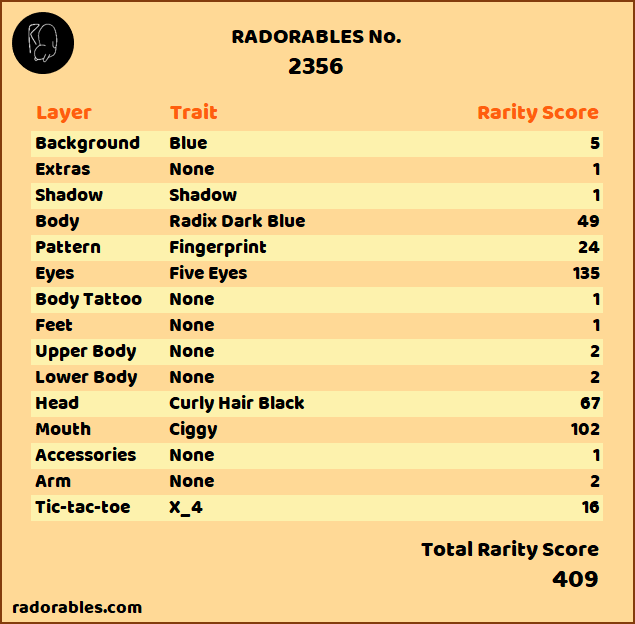 RADORABLES No.
2356
Layer Trait Rarity Score
Background Blue 5
Extras None 1
Shadow Shadow 1
Body Radix Dark Blue 49
Pattern Fingerprint 24
Eyes Five Eyes 135
Body Tattoo None 1
Feet None 1
Upper Body None 2
Lower Body None 2
Head Curly Hair Black 67
Mouth Ciggy 102
Accessories None 1
Arm None 2
Tic-tac-toe X_4 16
Total Rarity Score
409
radorables.com